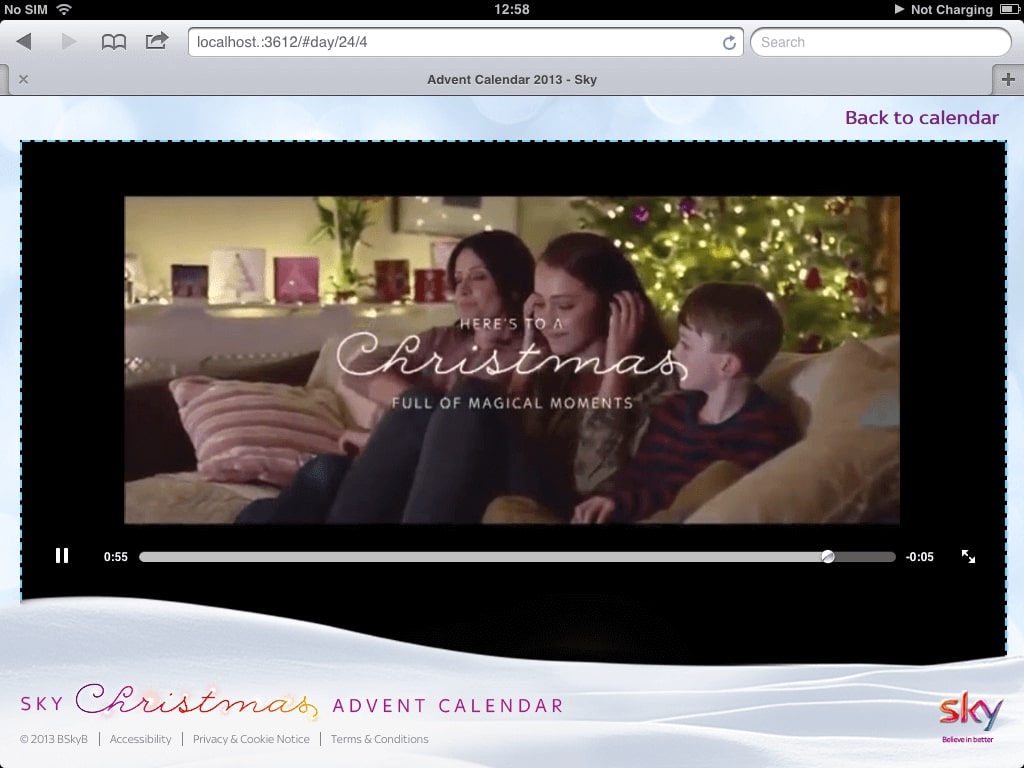 No SIM 12:58 Not Charging
localhost.:3612/#day/24/4 Search
Advent Calendar 2013 - Sky
Back to calendar
HERE'S TO A
Christmas
FULL OF MAGICAL MOMENTS
0:55 -0:05
SKY Christmas ADVENT CALENDAR
sky
Believe in better
© 2013 BSkyB | Accessibility | Privacy & Cookie Notice | Terms & Conditions